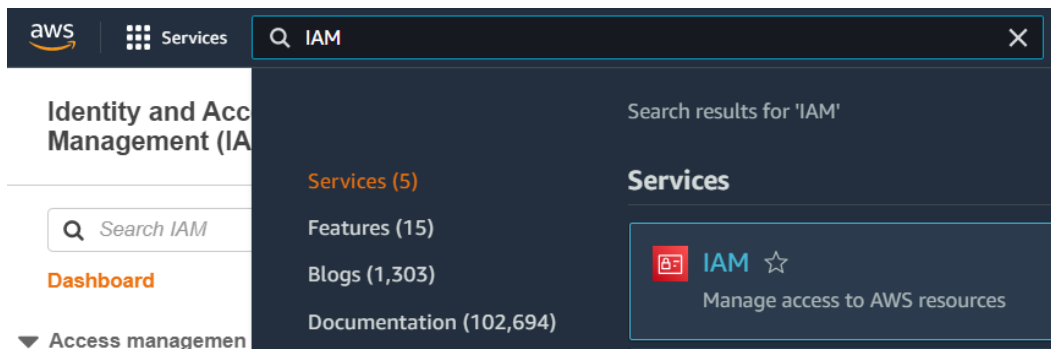 aws Services IAM
Identity and Acc
Management (IA
Search IAM
Dashboard
Access managemen
Search results for 'IAM'
Services (5)
Features (15)
Blogs (1,303)
Documentation (102,694)
Services
IAM
Manage access to AWS resources